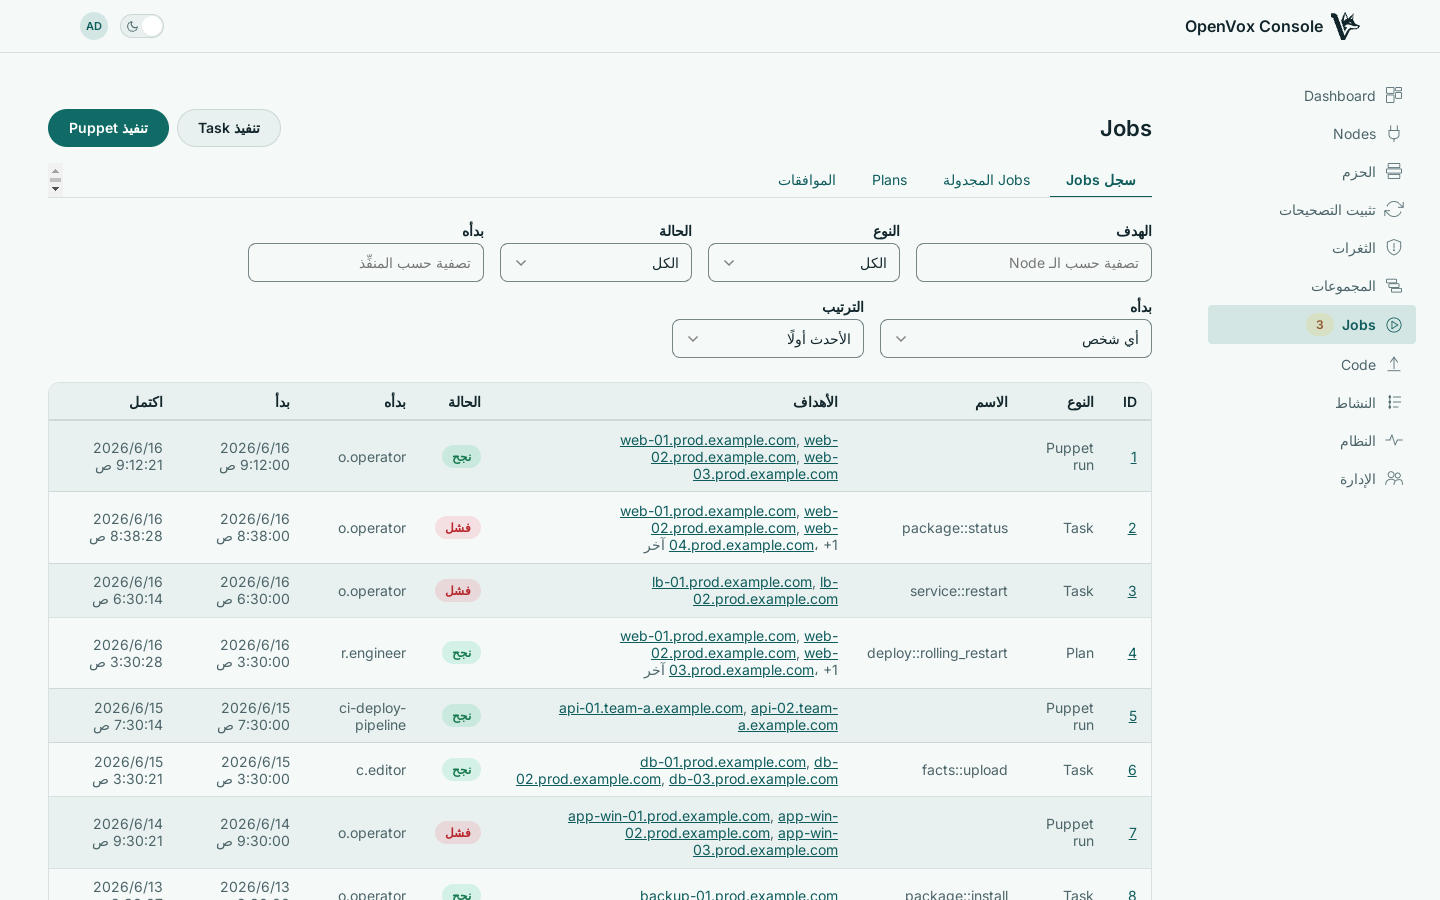 OpenVox Console
AD
Dashboard
Nodes
الحزم
تثبيت التصحيحات
الثغرات
المجموعات
Jobs 3
Code
النشاط
النظام
الإدارة
Jobs
تنفيذ Task
تنفيذ Puppet
سجل Jobs
Jobs المجدولة
Plans
الموافقات
الهدف
النوع
الحالة
بدأه
تصفية حسب الـ Node
الكل
الكل
تصفية حسب المنفِّذ
بدأه
الترتيب
أي شخص
الأحدث أولًا
ID النوع الاسم الأهداف الحالة بدأه بدأ اكتمل
1
Puppet
run
web-01.prod.example.com, web-
02.prod.example.com, web-
03.prod.example.com
نجح
o.operator
2026/6/16
9:12:00 ص
2026/6/16
9:12:21 ص
2
Task
package::status
web-01.prod.example.com, web-
02.prod.example.com, web-
04.prod.example.com، +1 آخر
فشل
o.operator
2026/6/16
8:38:00 ص
2026/6/16
8:38:28 ص
3
Task
service::restart
lb-01.prod.example.com, lb-
02.prod.example.com
فشل
o.operator
2026/6/16
6:30:00 ص
2026/6/16
6:30:14 ص
4
Plan
deploy::rolling_restart
web-01.prod.example.com, web-
02.prod.example.com, web-
03.prod.example.com، +1 آخر
نجح
r.engineer
2026/6/16
3:30:00 ص
2026/6/16
3:30:28 ص
5
Puppet
run
api-01.team-a.example.com, api-02.team-
a.example.com
نجح
ci-deploy-
pipeline
2026/6/15
7:30:00 ص
2026/6/15
7:30:14 ص
6
Task
facts::upload
db-01.prod.example.com, db-
02.prod.example.com, db-03.prod.example.com
نجح
c.editor
2026/6/15
3:30:00 ص
2026/6/15
3:30:21 ص
7
Puppet
run
app-win-01.prod.example.com, app-win-
02.prod.example.com, app-win-
03.prod.example.com
فشل
o.operator
2026/6/14
9:30:00 ص
2026/6/14
9:30:21 ص
8
Task
package::install
backup-01.prod.example.com
نجح
o.operator
2026/6/13
2026/6/13